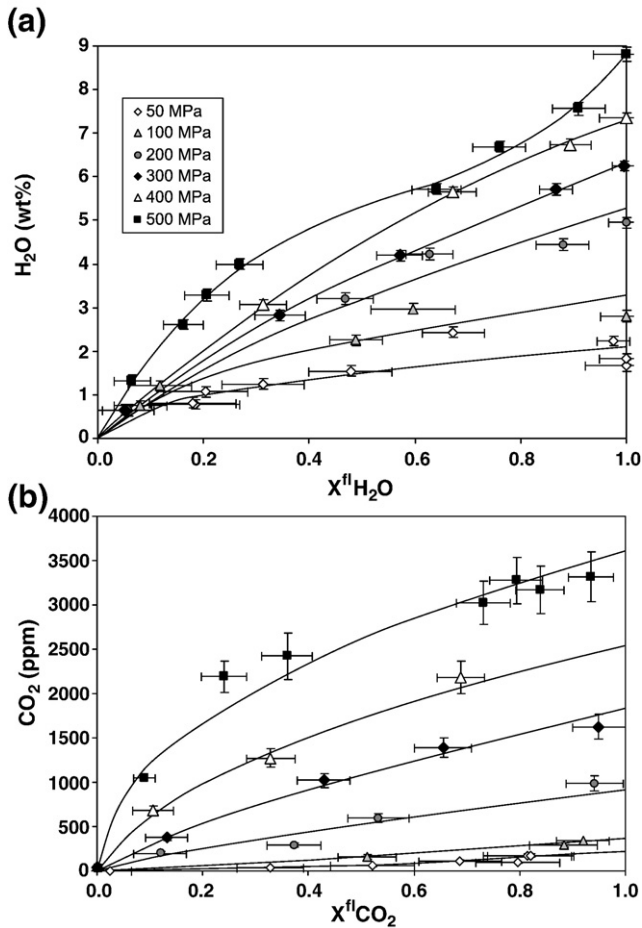 (a)
9
8
7
6
5
4
3
2
1
0
H₂O (wt%)
50 MPa
100 MPa
200 MPa
300 MPa
400 MPa
500 MPa
0.0 0.2 0.4 0.6 0.8 1.0
XᶠˡH₂O
(b)
4000
3500
3000
2500
2000
1500
1000
500
0
CO₂ (ppm)
0.0 0.2 0.4 0.6 0.8 1.0
XᶠˡCO₂